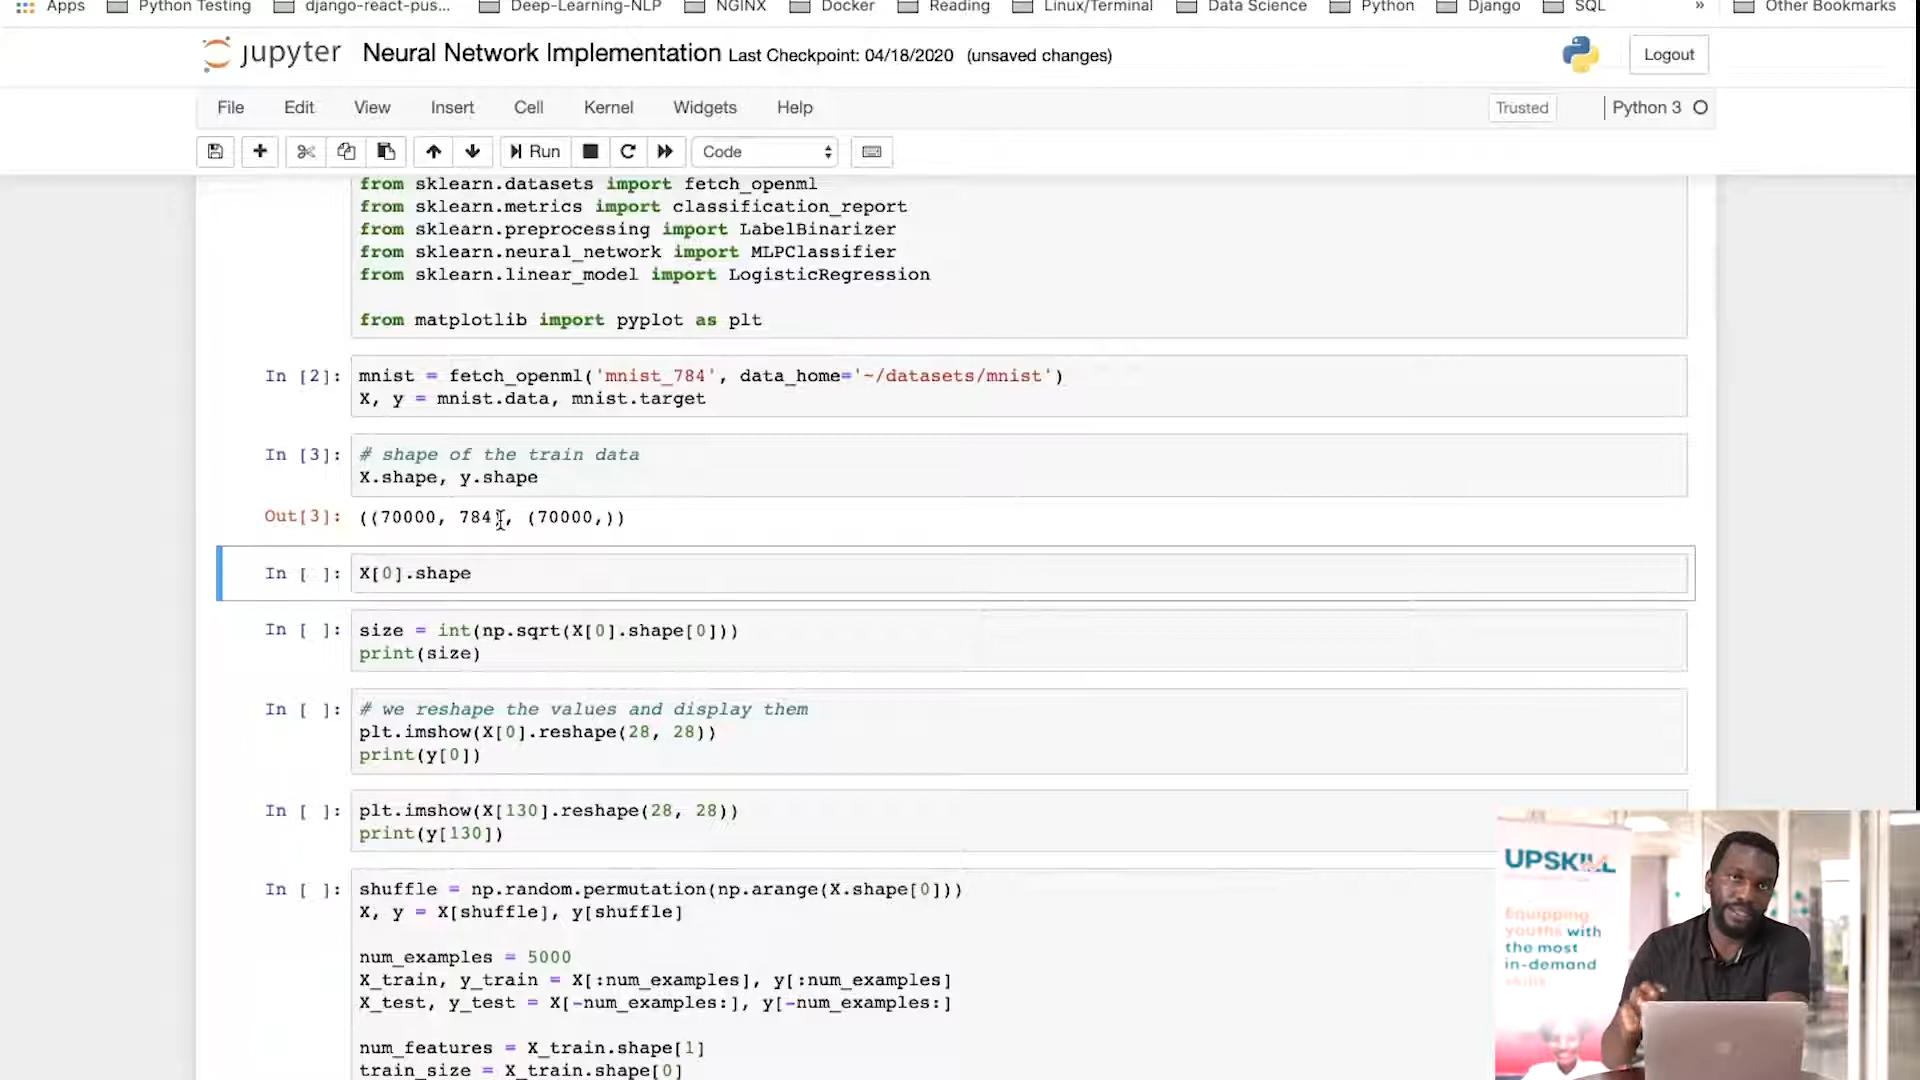 Apps Python Testing django-react-pus... Deep-Learning-NLP NGINX Docker Reading Linux/Terminal Data Science Python Django SQL » Other Bookmarks
jupyter Neural Network Implementation Last Checkpoint: 04/18/2020 (unsaved changes) Logout
File Edit View Insert Cell Kernel Widgets Help Trusted Python 3
Run Code
from sklearn.datasets import fetch_openml
from sklearn.metrics import classification_report
from sklearn.preprocessing import LabelBinarizer
from sklearn.neural_network import MLPClassifier
from sklearn.linear_model import LogisticRegression
from matplotlib import pyplot as plt
In [2]: mnist = fetch_openml('mnist_784', data_home='~/datasets/mnist')
X, y = mnist.data, mnist.target
In [3]: # shape of the train data
X.shape, y.shape
Out[3]: ((70000, 784), (70000,))
In [ ]: X[0].shape
In [ ]: size = int(np.sqrt(X[0].shape[0]))
print(size)
In [ ]: # we reshape the values and display them
plt.imshow(X[0].reshape(28, 28))
print(y[0])
In [ ]: plt.imshow(X[130].reshape(28, 28))
print(y[130])
In [ ]: shuffle = np.random.permutation(np.arange(X.shape[0]))
X, y = X[shuffle], y[shuffle]
num_examples = 5000
X_train, y_train = X[:num_examples], y[:num_examples]
X_test, y_test = X[-num_examples:], y[-num_examples:]
num_features = X_train.shape[1]
train_size = X_train.shape[0]
UPSKILL
Equipping
youths with
the most
in-demand
skills